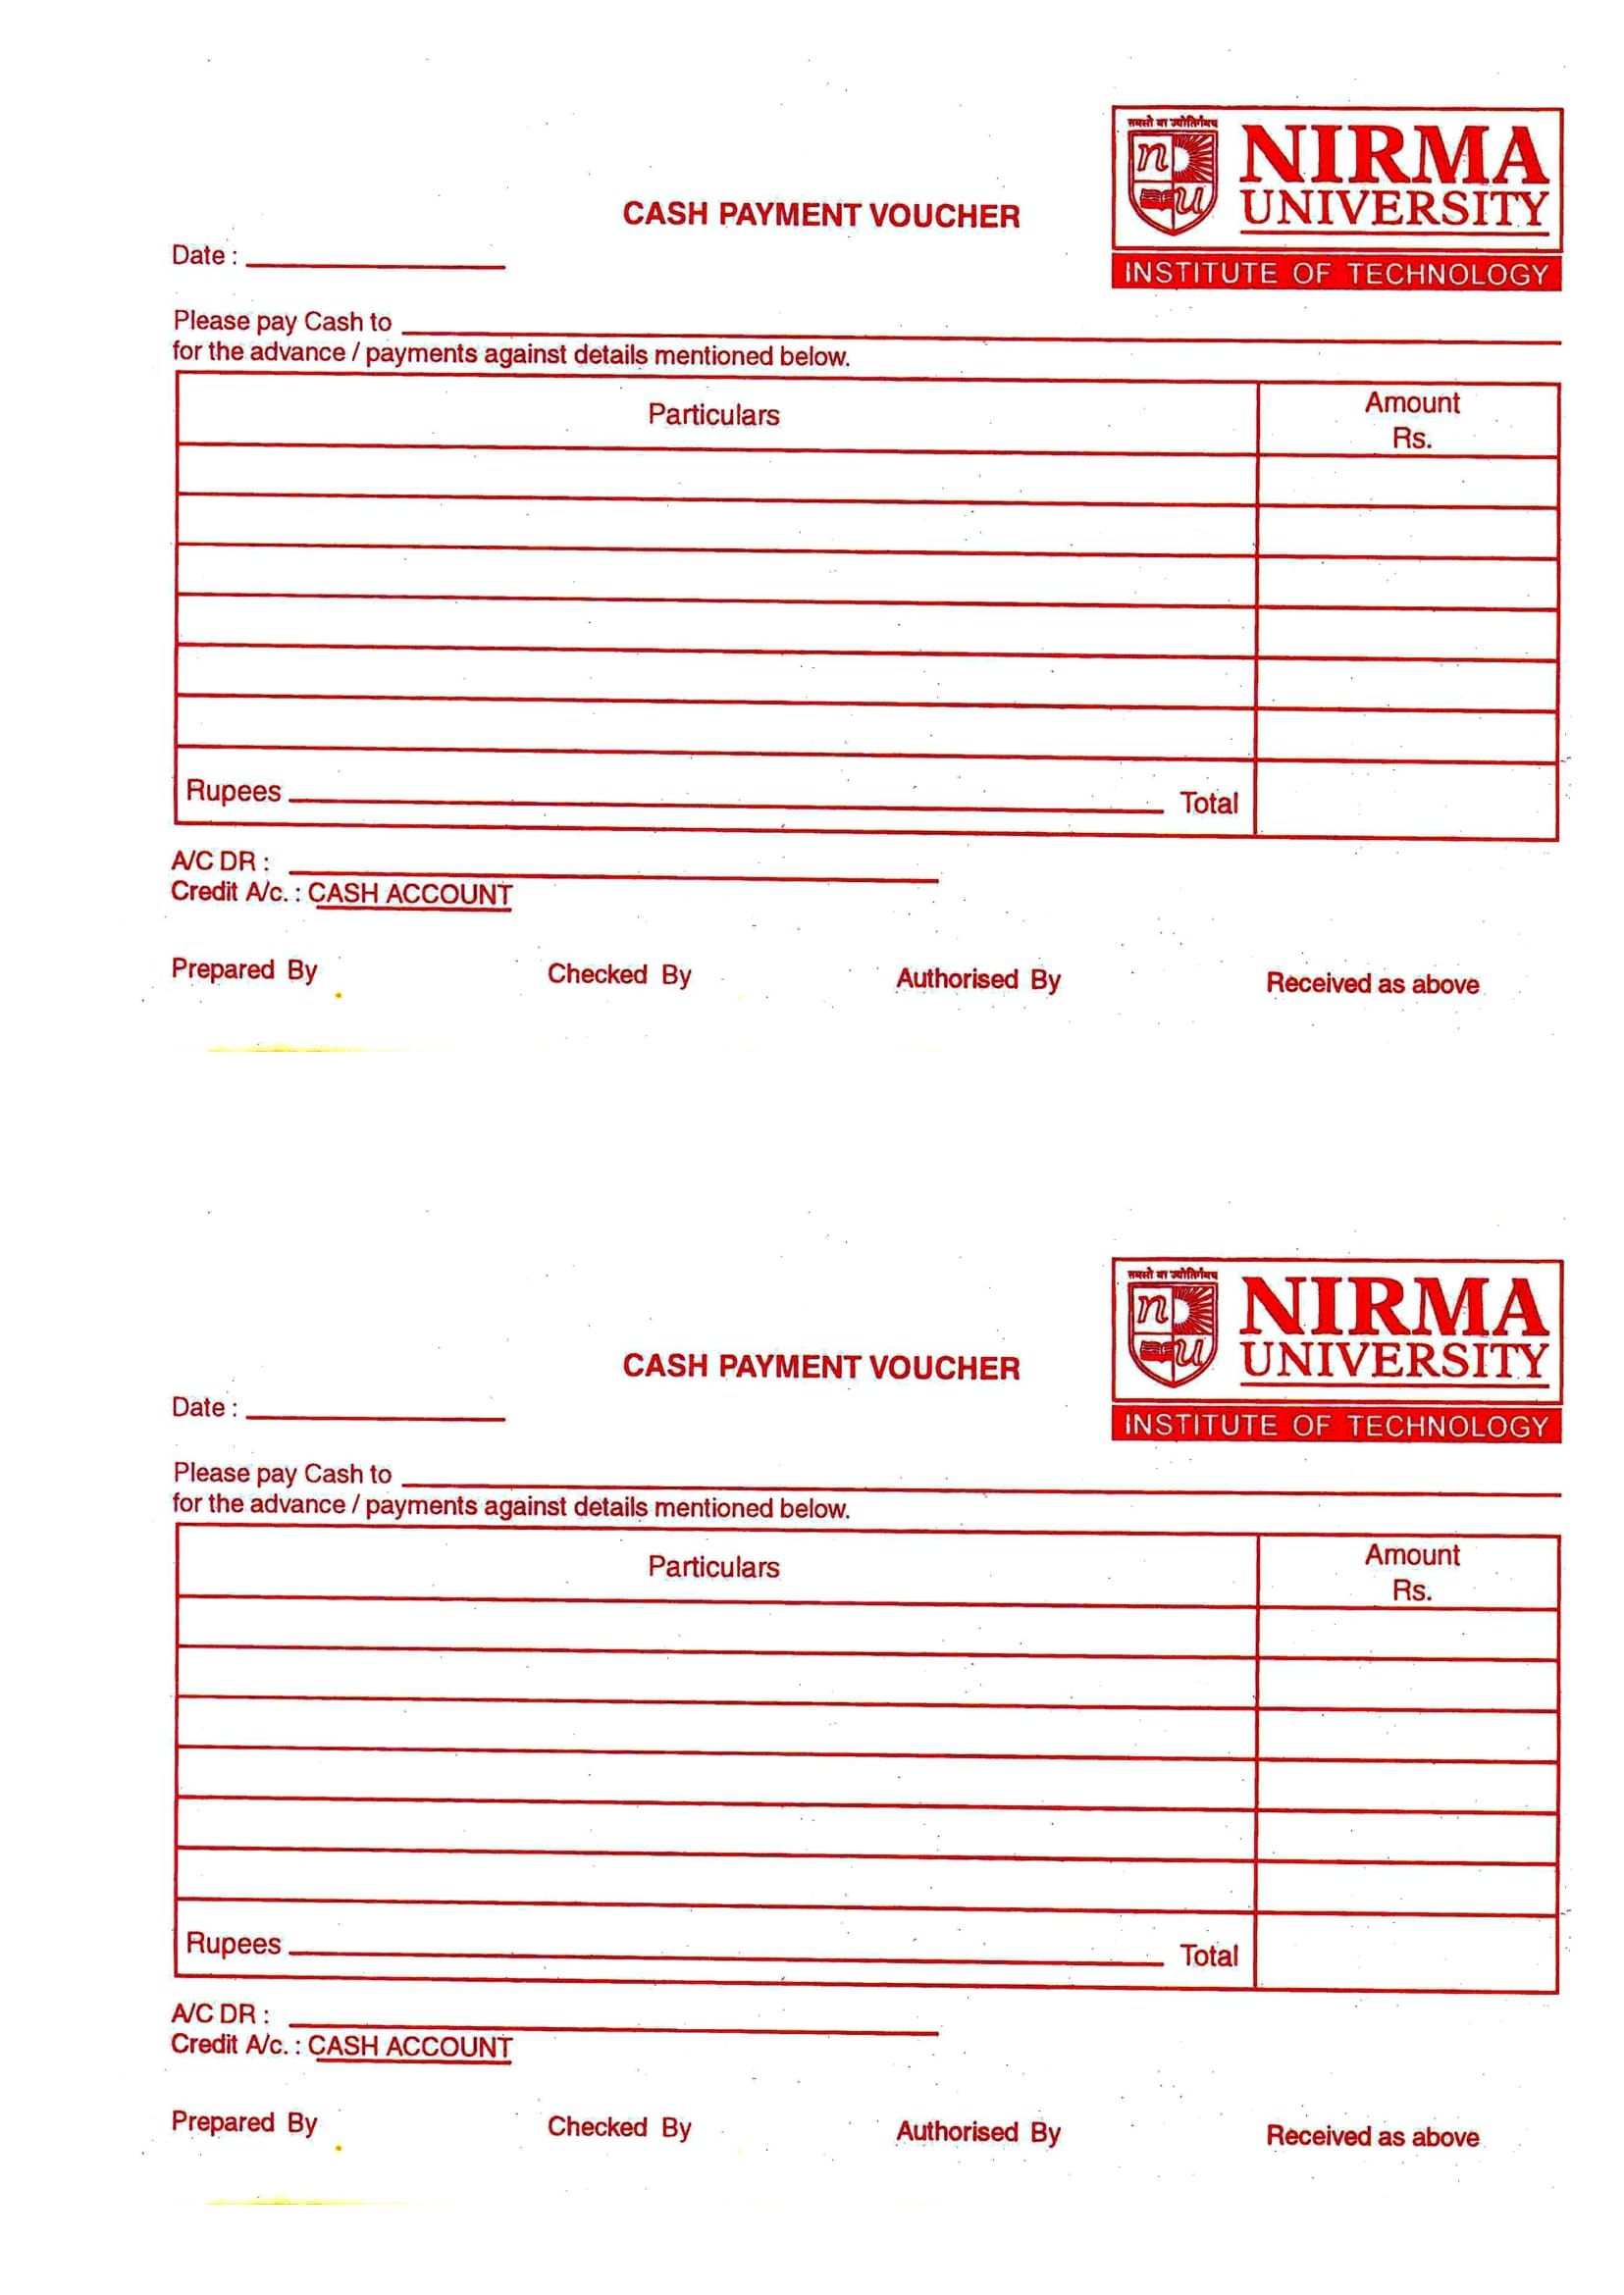 तमसो मा ज्योतिर्गमय
n
u
NIRMA
UNIVERSITY
INSTITUTE OF TECHNOLOGY
CASH PAYMENT VOUCHER
Date :
Please pay Cash to
for the advance / payments against details mentioned below.
Particulars Amount
Rs.
Rupees Total
A/C DR :
Credit A/c. : CASH ACCOUNT
Prepared By Checked By Authorised By Received as above
तमसो मा ज्योतिर्गमय
n
u
NIRMA
UNIVERSITY
INSTITUTE OF TECHNOLOGY
CASH PAYMENT VOUCHER
Date :
Please pay Cash to
for the advance / payments against details mentioned below.
Particulars Amount
Rs.
Rupees Total
A/C DR :
Credit A/c. : CASH ACCOUNT
Prepared By Checked By Authorised By Received as above